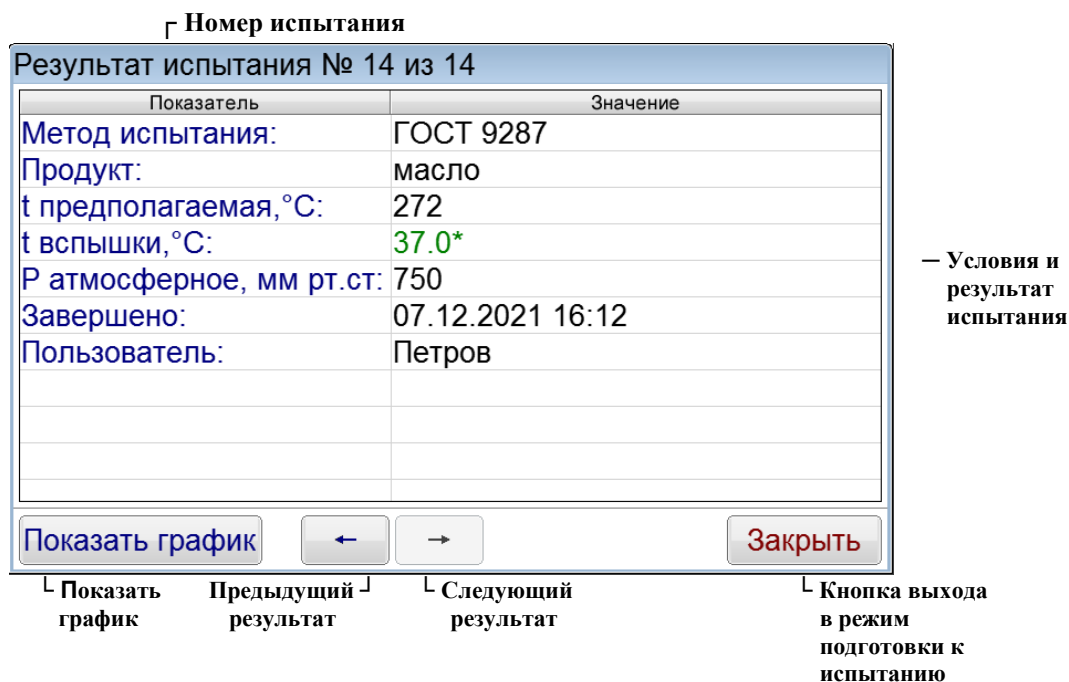 ┌ Номер испытания
Результат испытания № 14 из 14
Показатель Значение
Метод испытания: ГОСТ 9287
Продукт: масло
t предполагаемая,°C: 272
t вспышки,°C: 37.0*
P атмосферное, мм рт.ст: 750
Завершено: 07.12.2021 16:12
Пользователь: Петров
─ Условия и
результат
испытания
Показать график ← → Закрыть
└ Показать
график
Предыдущий ┘
результат
└ Следующий
результат
└ Кнопка выхода
в режим
подготовки к
испытанию